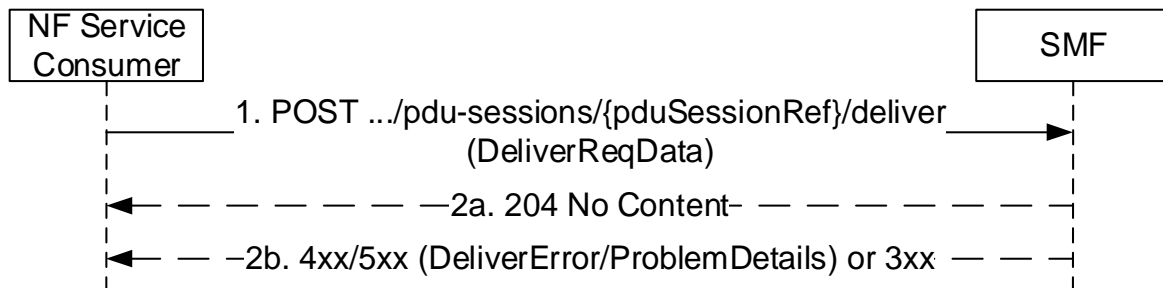 NF Service
Consumer
SMF
1. POST .../pdu-sessions/{pduSessionRef}/deliver
(DeliverReqData)
2a. 204 No Content
2b. 4xx/5xx (DeliverError/ProblemDetails) or 3xx